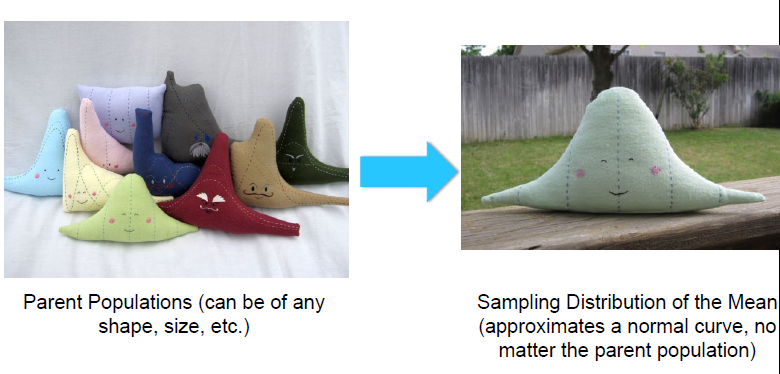 Parent Populations (can be of any
shape, size, etc.)
Sampling Distribution of the Mean
(approximates a normal curve, no
matter the parent population)